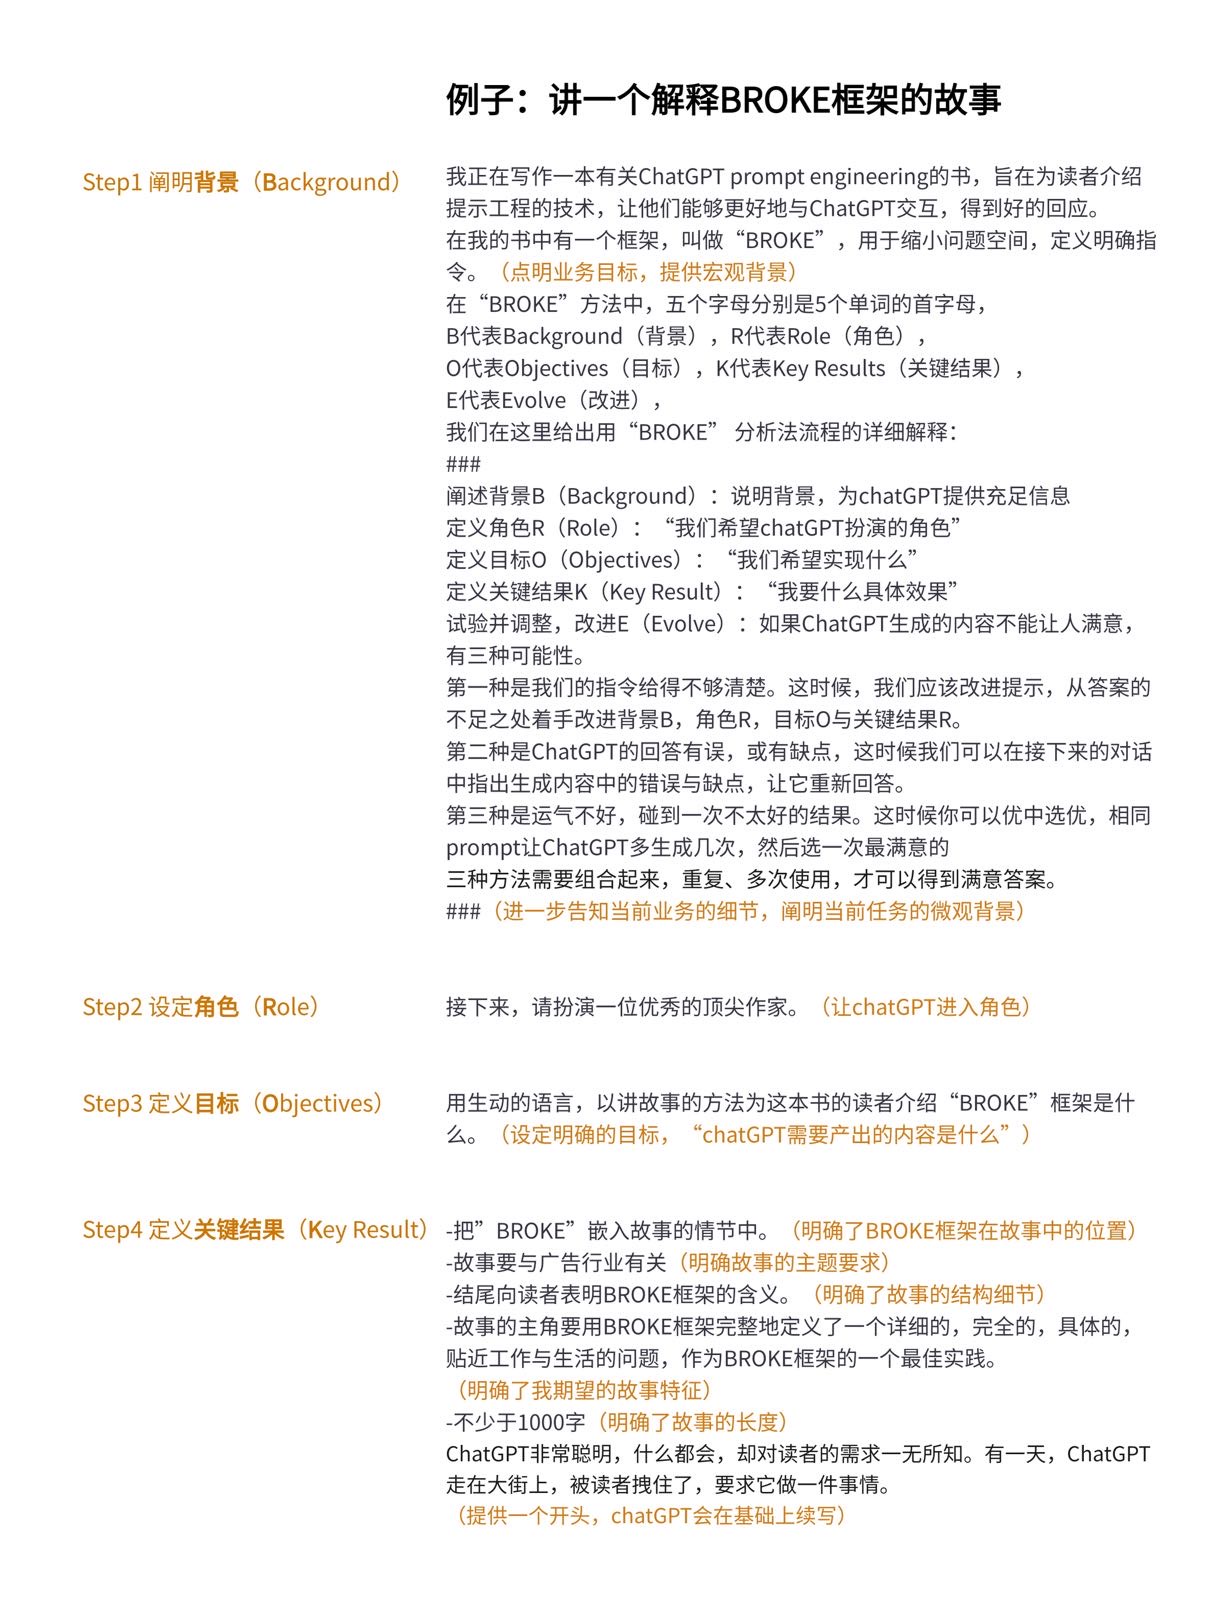 例子：讲一个解释BROKE框架的故事
Step1 阐明背景（Background）
我正在写作一本有关ChatGPT prompt engineering的书，旨在为读者介绍
提示工程的技术，让他们能够更好地与ChatGPT交互，得到好的回应。
在我的书中有一个框架，叫做“BROKE”，用于缩小问题空间，定义明确指
令。（点明业务目标，提供宏观背景）
在“BROKE”方法中，五个字母分别是5个单词的首字母，
B代表Background（背景），R代表Role（角色），
O代表Objectives（目标），K代表Key Results（关键结果），
E代表Evolve（改进），
我们在这里给出用“BROKE” 分析法流程的详细解释：
###
阐述背景B（Background）：说明背景，为chatGPT提供充足信息
定义角色R（Role）：“我们希望chatGPT扮演的角色”
定义目标O（Objectives）：“我们希望实现什么”
定义关键结果K（Key Result）：“我要什么具体效果”
试验并调整，改进E（Evolve）：如果ChatGPT生成的内容不能让人满意，
有三种可能性。
第一种是我们的指令给得不够清楚。这时候，我们应该改进提示，从答案的
不足之处着手改进背景B，角色R，目标O与关键结果R。
第二种是ChatGPT的回答有误，或有缺点，这时候我们可以在接下来的对话
中指出生成内容中的错误与缺点，让它重新回答。
第三种是运气不好，碰到一次不太好的结果。这时候你可以优中选优，相同
prompt让ChatGPT多生成几次，然后选一次最满意的
三种方法需要组合起来，重复、多次使用，才可以得到满意答案。
###（进一步告知当前业务的细节，阐明当前任务的微观背景）
Step2 设定角色（Role）
接下来，请扮演一位优秀的顶尖作家。（让chatGPT进入角色）
Step3 定义目标（Objectives）
用生动的语言，以讲故事的方法为这本书的读者介绍“BROKE”框架是什
么。（设定明确的目标，“chatGPT需要产出的内容是什么”）
Step4 定义关键结果（Key Result）
-把”BROKE”嵌入故事的情节中。（明确了BROKE框架在故事中的位置）
-故事要与广告行业有关（明确故事的主题要求）
-结尾向读者表明BROKE框架的含义。（明确了故事的结构细节）
-故事的主角要用BROKE框架完整地定义了一个详细的，完全的，具体的，
贴近工作与生活的问题，作为BROKE框架的一个最佳实践。
（明确了我期望的故事特征）
-不少于1000字（明确了故事的长度）
ChatGPT非常聪明，什么都会，却对读者的需求一无所知。有一天，ChatGPT
走在大街上，被读者拽住了，要求它做一件事情。
（提供一个开头，chatGPT会在基础上续写）